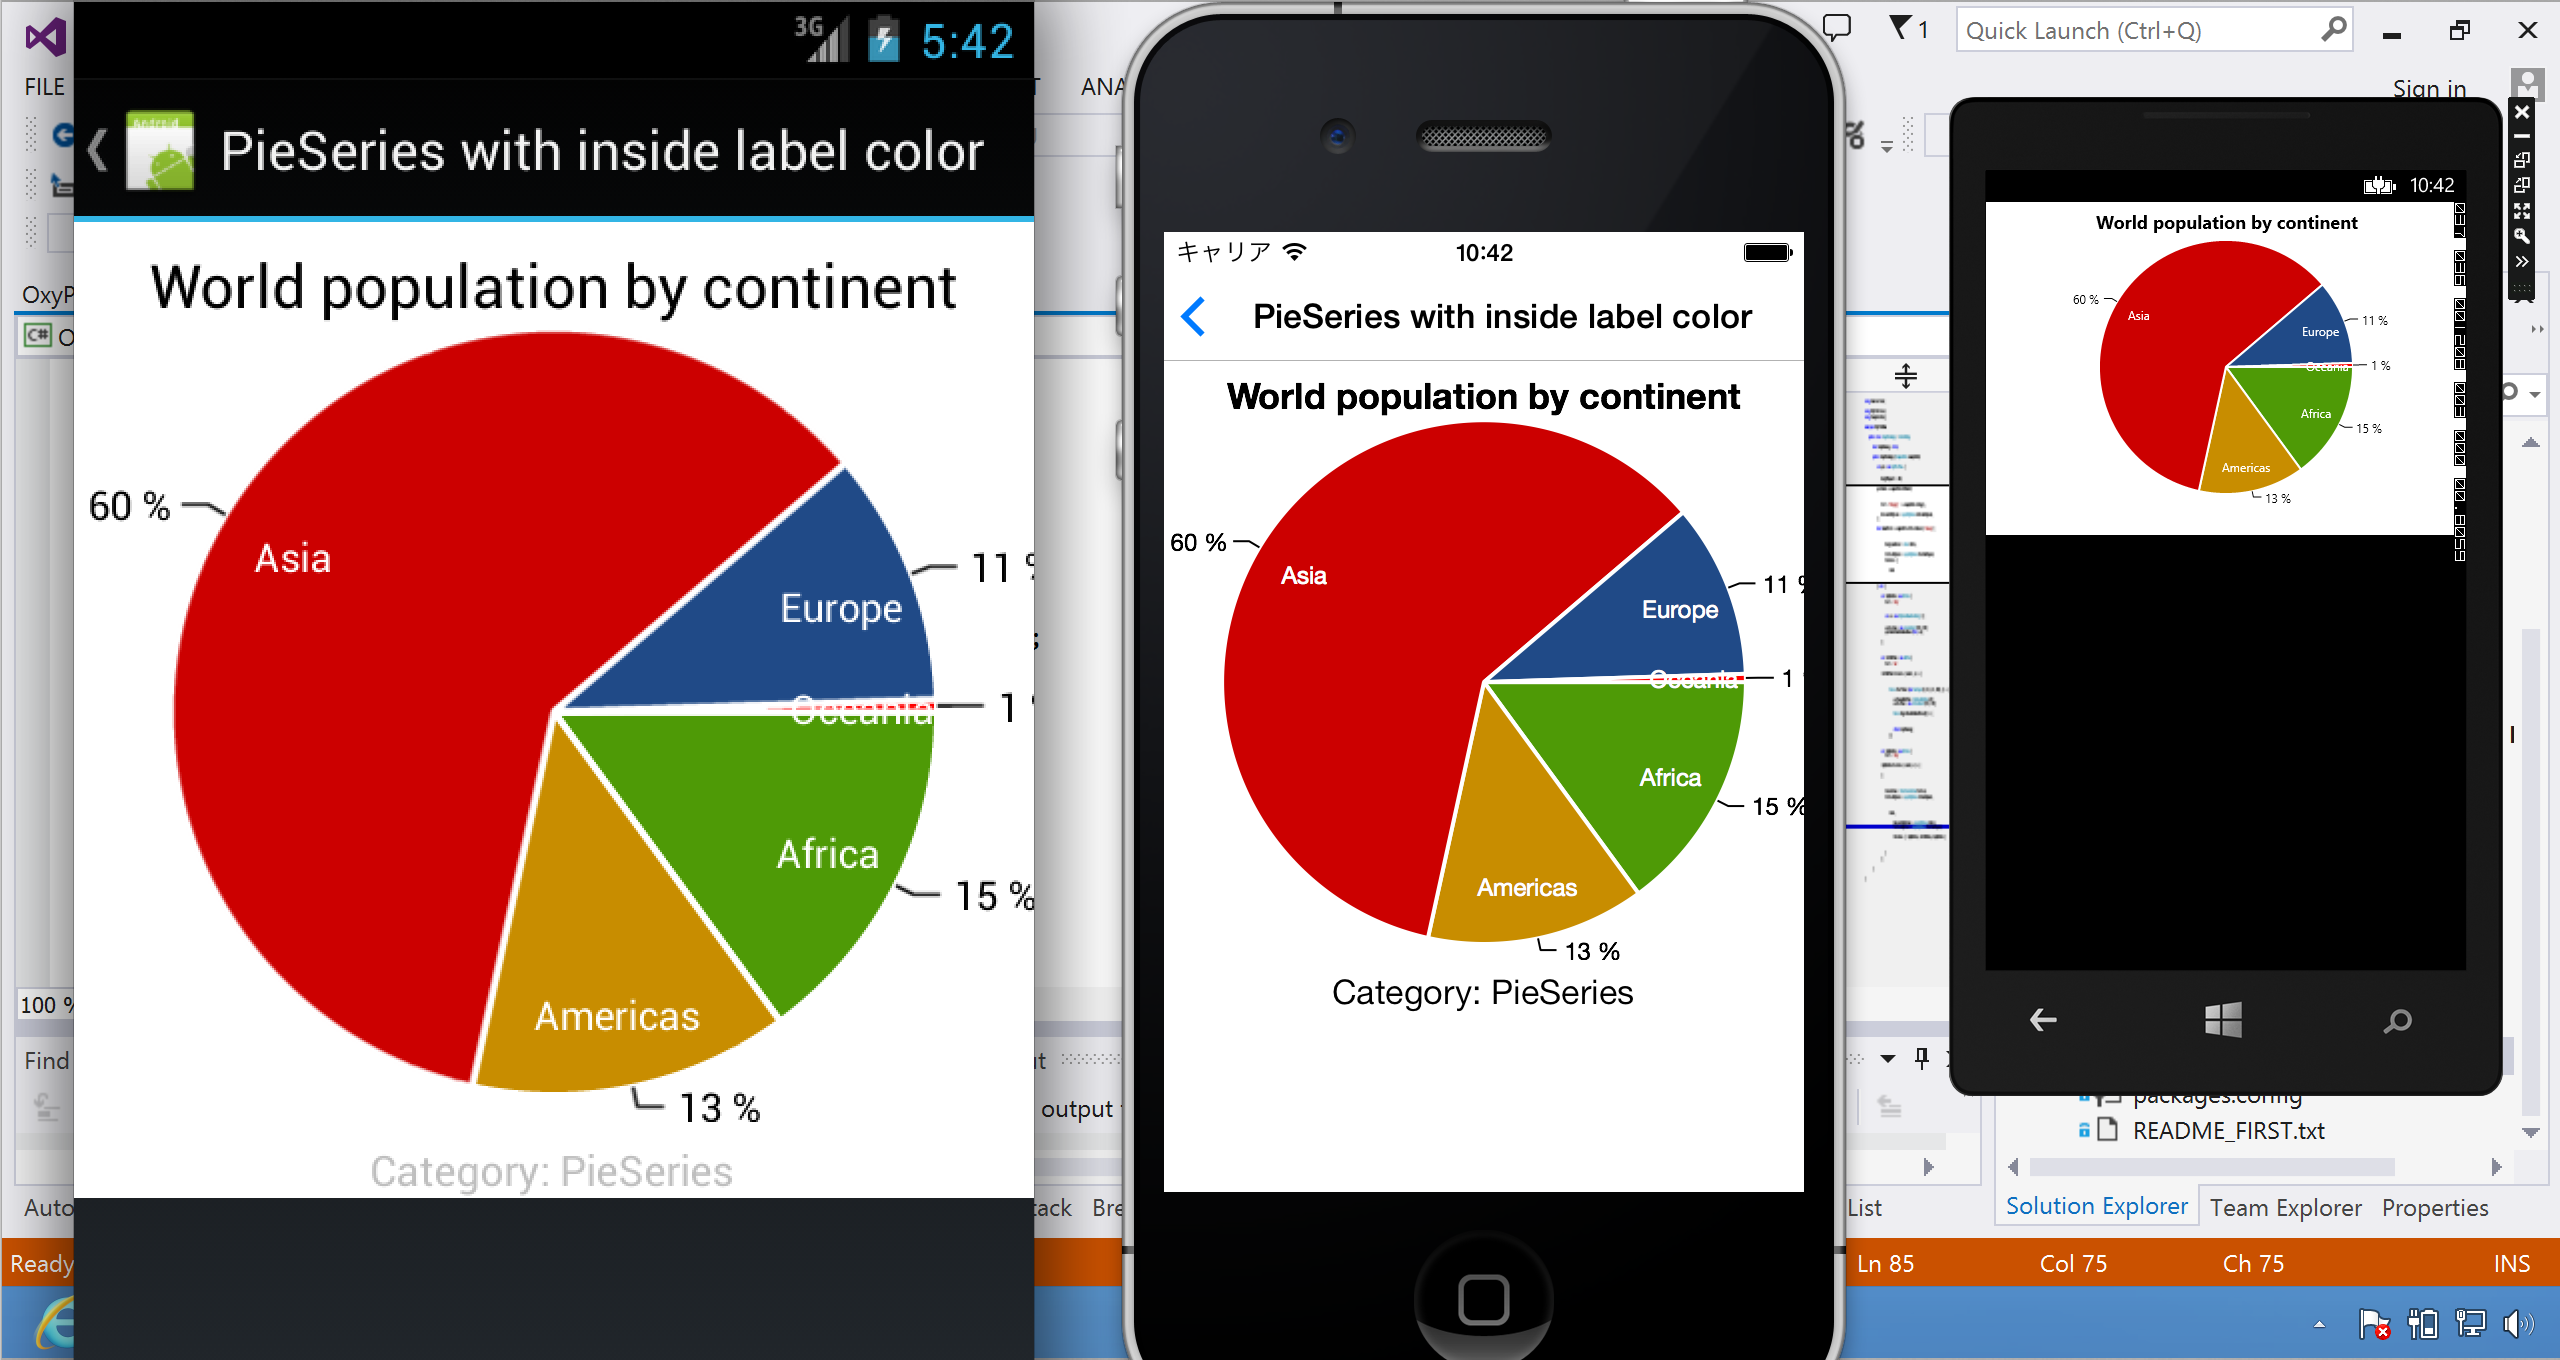 3G 5:42
PieSeries with inside label color
World population by continent
60 %
Asia
11
Europe
Oceania
1
Africa
15 %
Americas
13 %
Category: PieSeries
キャリア 10:42
PieSeries with inside label color
World population by continent
60 %
Asia
11
Europe
Oceania
1
Africa
15 %
Americas
13 %
Category: PieSeries
10:42
World population by continent
60 %
Asia
11 %
Europe
Oceania
1 %
Africa
15 %
Americas
13 %
1
Quick Launch (Ctrl+Q)
FILE
ANA
Sign in
OxyP
C#
100 %
Find
output
packages.config
README_FIRST.txt
Auto
tack
Bre
List
Solution Explorer
Team Explorer
Properties
Ready
Ln 85
Col 75
Ch 75
INS